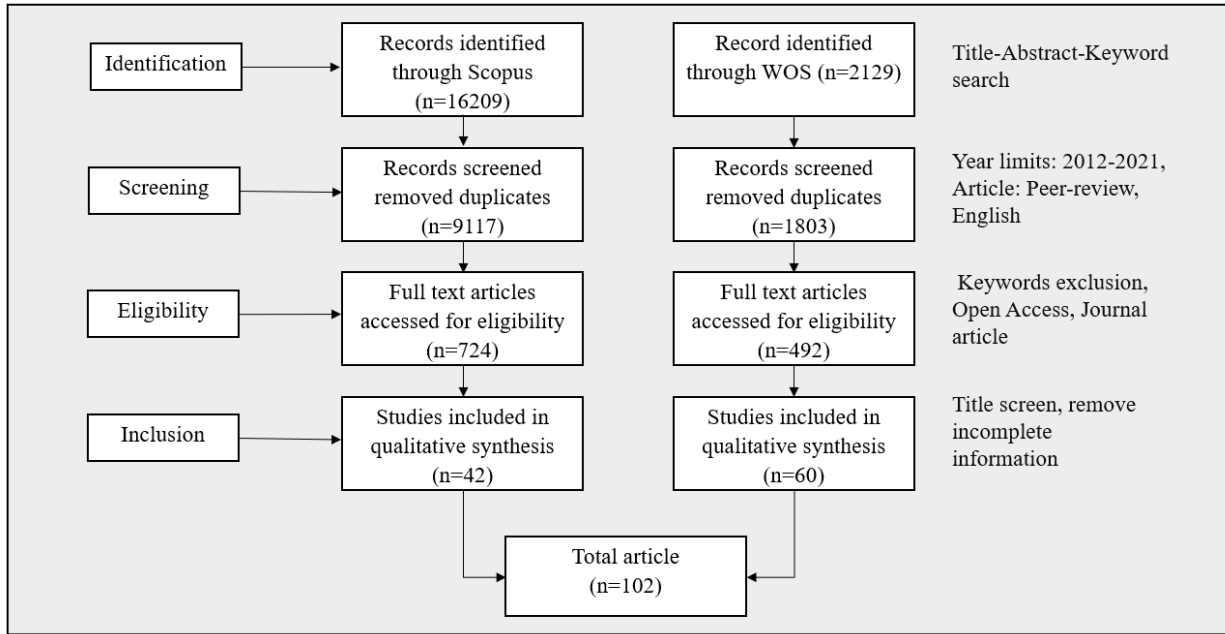 Identification
Records identified
through Scopus
(n=16209)
Record identified
through WOS (n=2129)
Title-Abstract-Keyword
search
Screening
Records screened
removed duplicates
(n=9117)
Records screened
removed duplicates
(n=1803)
Year limits: 2012-2021,
Article: Peer-review,
English
Eligibility
Full text articles
accessed for eligibility
(n=724)
Full text articles
accessed for eligibility
(n=492)
Keywords exclusion,
Open Access, Journal
article
Inclusion
Studies included in
qualitative synthesis
(n=42)
Studies included in
qualitative synthesis
(n=60)
Title screen, remove
incomplete
information
Total article
(n=102)